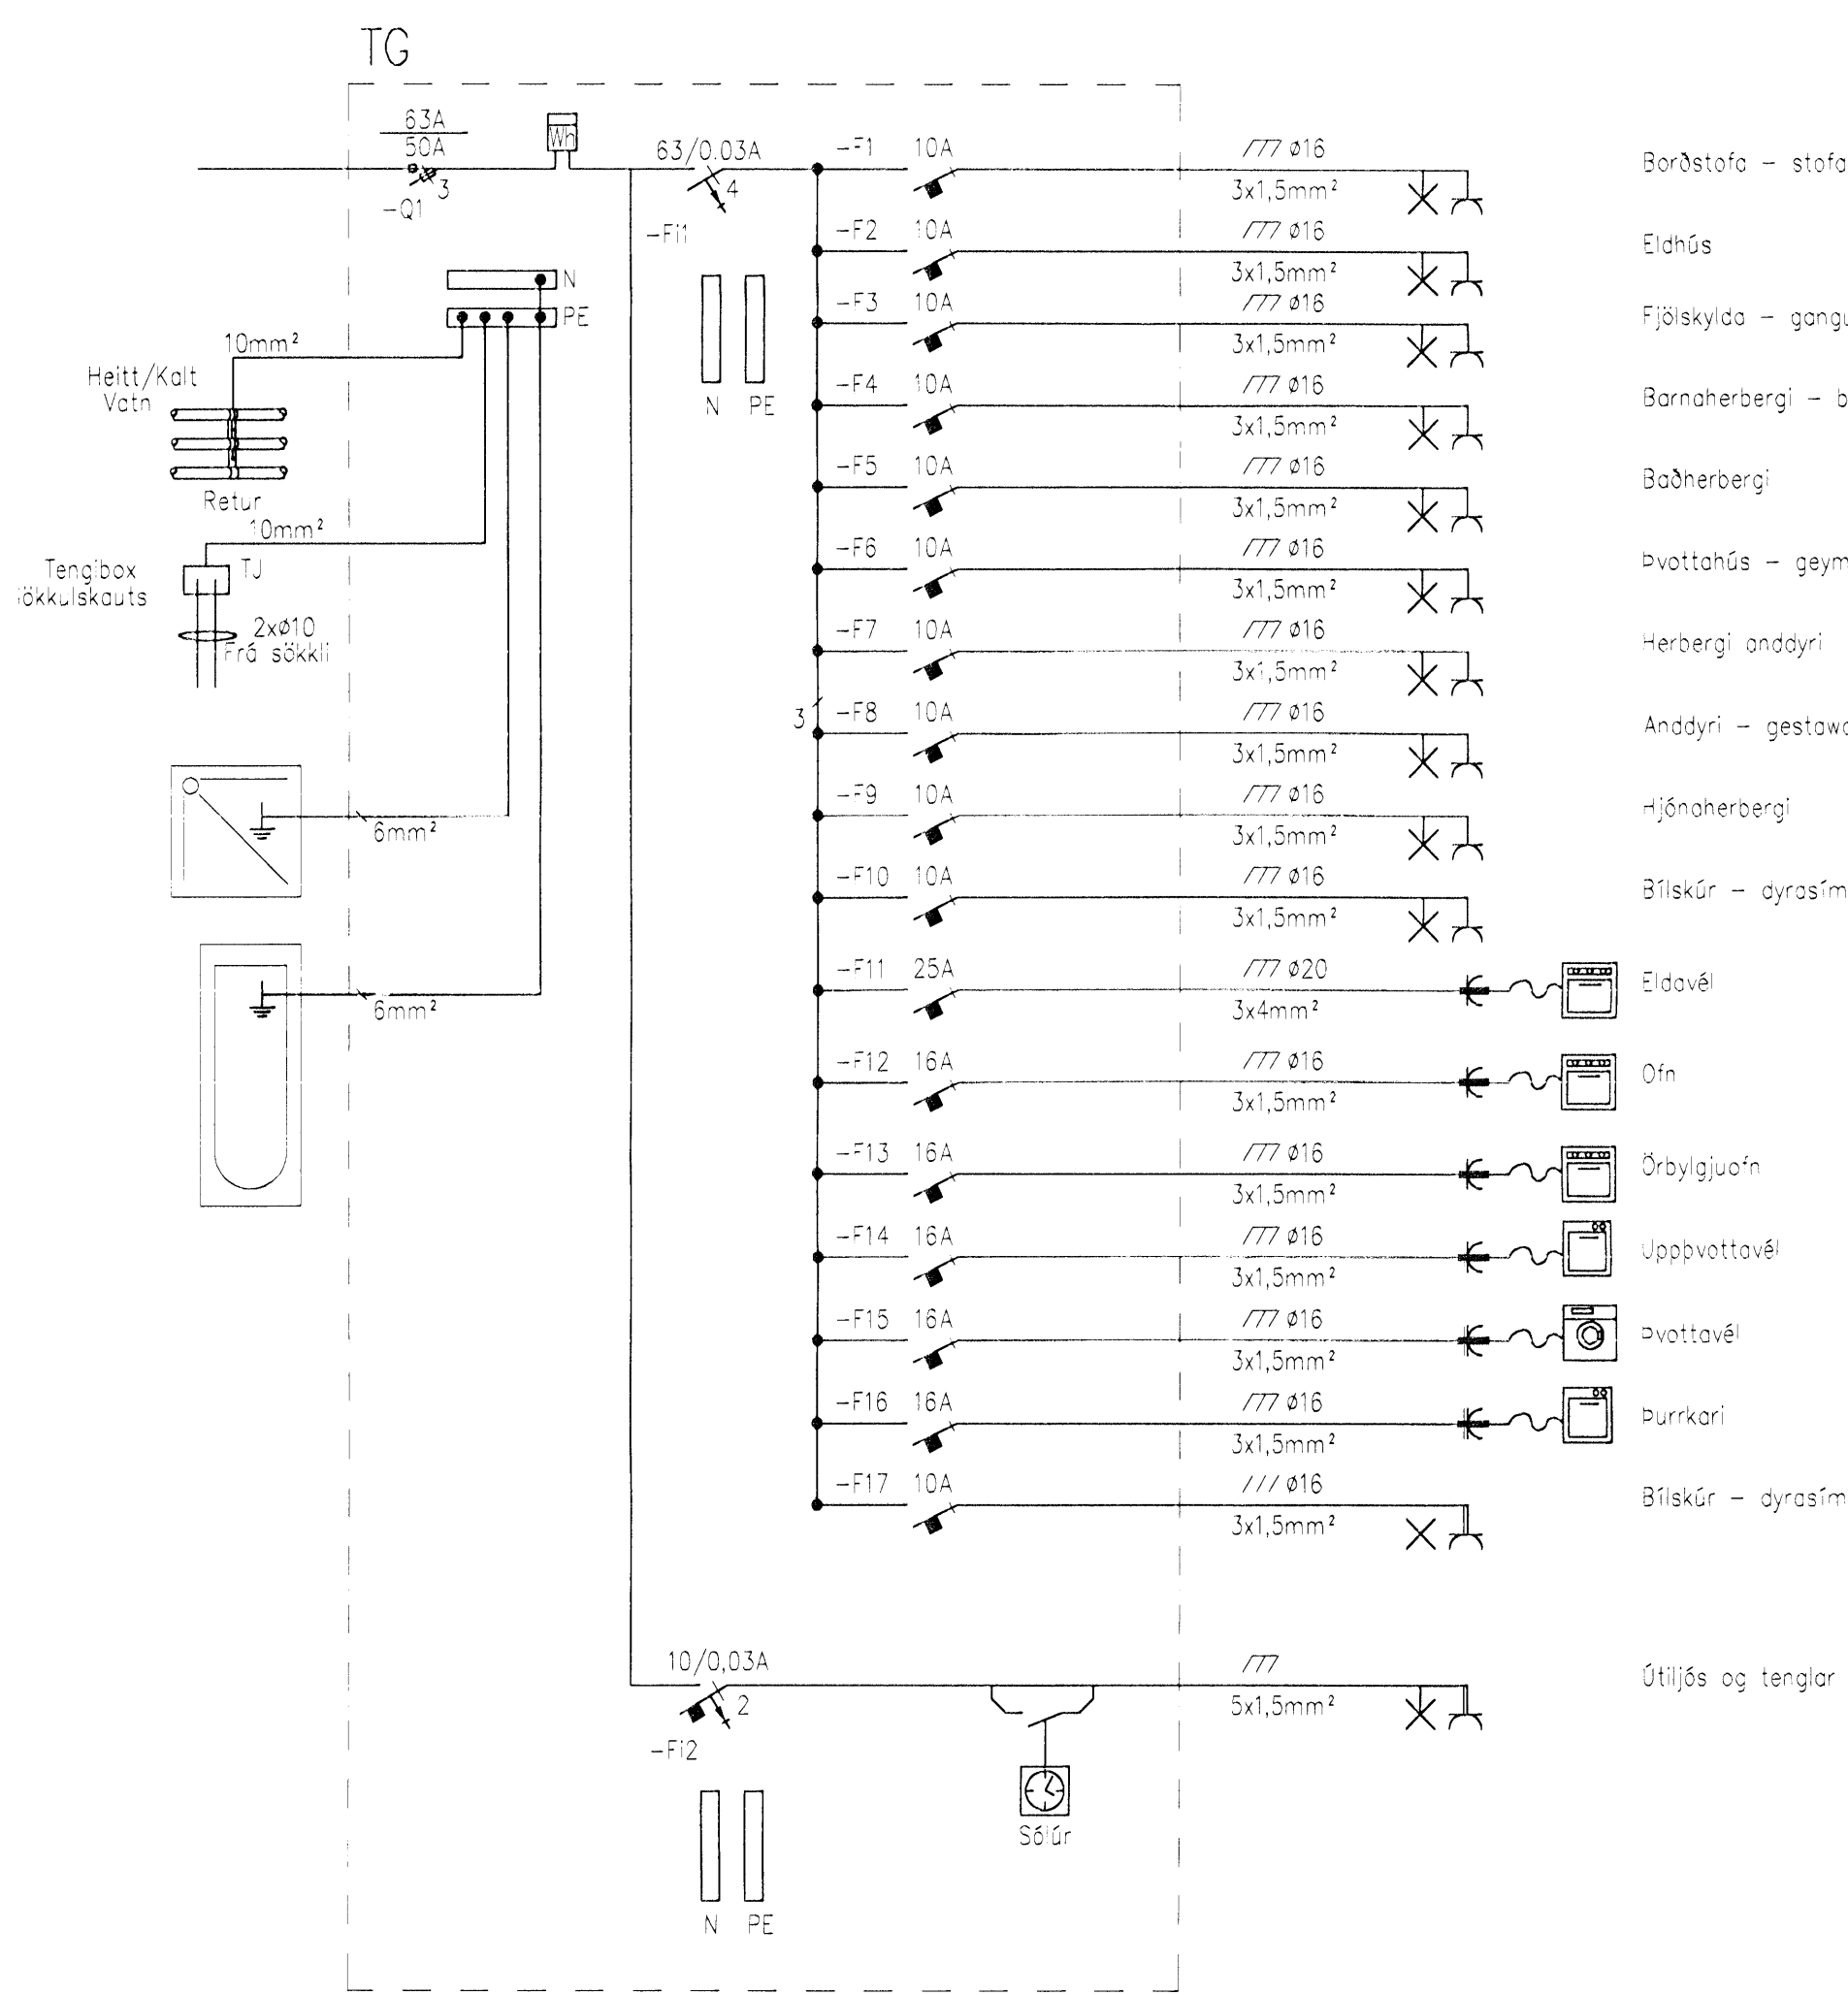 TG
63A
50A
3
-Q1
Wh
63/0.03A
4
-Fi1
N
PE
N PE
10mm²
Heitt/Kalt
Vatn
Retur
10mm²
Tengibox
TJ
2xø10
Frá sökkli
6mm²
6mm²
3
-F1 10A ø16
3x1,5mm²
Borðstofa - stofa
-F2 10A ø16
3x1,5mm²
Eldhús
-F3 10A ø16
3x1,5mm²
Fjölskylda -
-F4 10A ø16
3x1,5mm²
Barnaherbergi -
-F5 10A ø16
3x1,5mm²
Baðherbergi
-F6 10A ø16
3x1,5mm²
Þvottahús -
-F7 10A ø16
3x1,5mm²
Herbergi anddyri
-F8 10A ø16
3x1,5mm²
Anddyri -
-F9 10A ø16
3x1,5mm²
Hjónaherbergi
-F10 10A ø16
3x1,5mm²
Bílskúr - dyrasím
-F11 25A ø20
3x4mm²
Eldavél
-F12 16A ø16
3x1,5mm²
Ofn
-F13 16A ø16
3x1,5mm²
Örbylgjuofn
-F14 16A ø16
3x1,5mm²
Uppþvottavél
-F15 16A ø16
3x1,5mm²
Þvottavél
-F16 16A ø16
3x1,5mm²
Þurrkari
-F17 10A ø16
3x1,5mm²
Bílskúr - dyrasím
10/0,03A
2
-Fi2
5x1,5mm²
Útiljós og tenglar
Sólúr
N PE